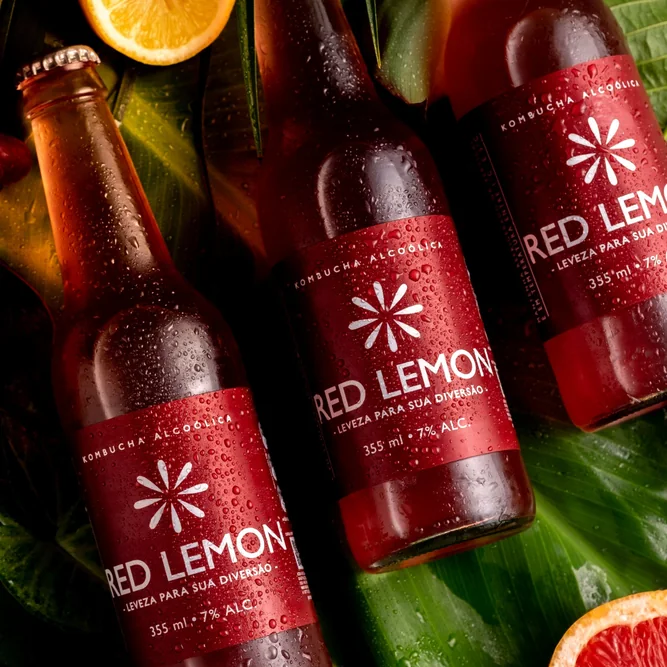 KOMBUCHA ALCOÓLICA
RED LEMON
· LEVEZA PARA SUA DIVERSÃO ·
355 ml • 7% ALC.
KOMBUCHA ALCOÓLICA
RED LEMON
· LEVEZA PARA SUA DIVERSÃO ·
355 ml • 7% ALC.
KOMBUCHA ALCOÓLICA
RED LEM
· LEVEZA PARA SUA DI
355 ml • 7%